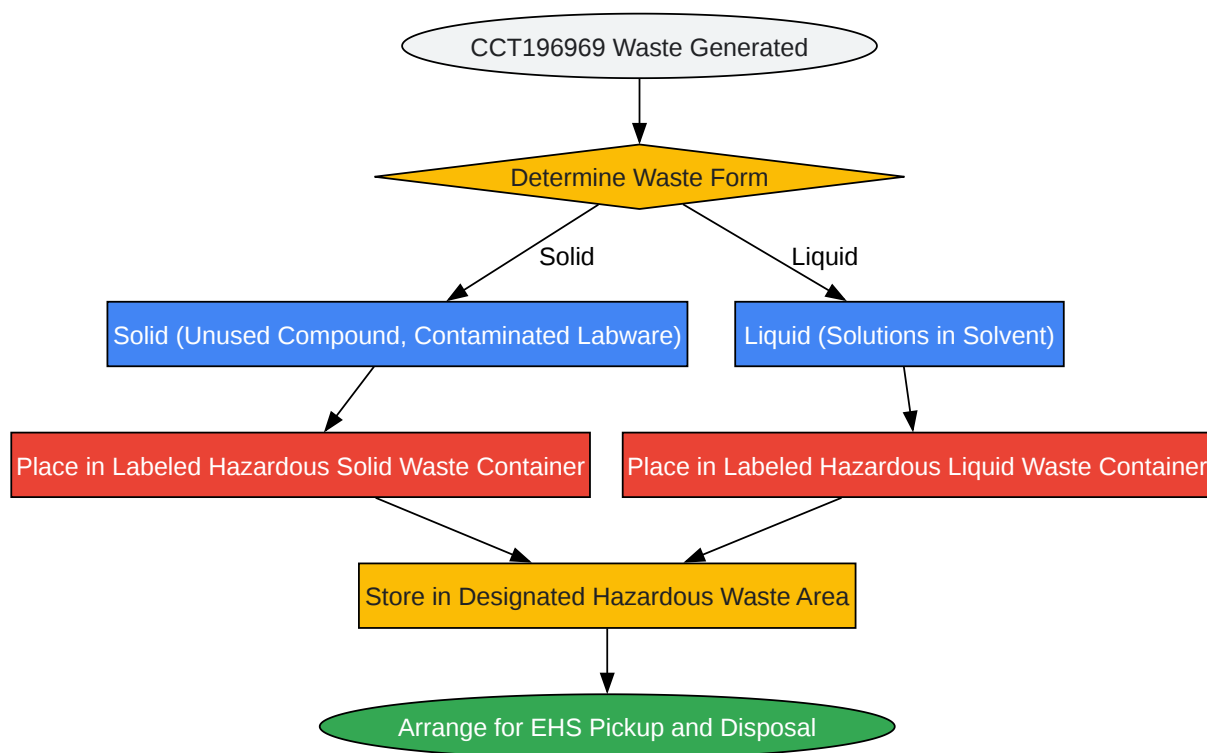 CCT196969 Waste Generated
Determine Waste Form
Solid
Liquid
Solid (Unused Compound, Contaminated Labware)
Liquid (Solutions in Solvent)
Place in Labeled Hazardous Solid Waste Container
Place in Labeled Hazardous Liquid Waste Container
Store in Designated Hazardous Waste Area
Arrange for EHS Pickup and Disposal